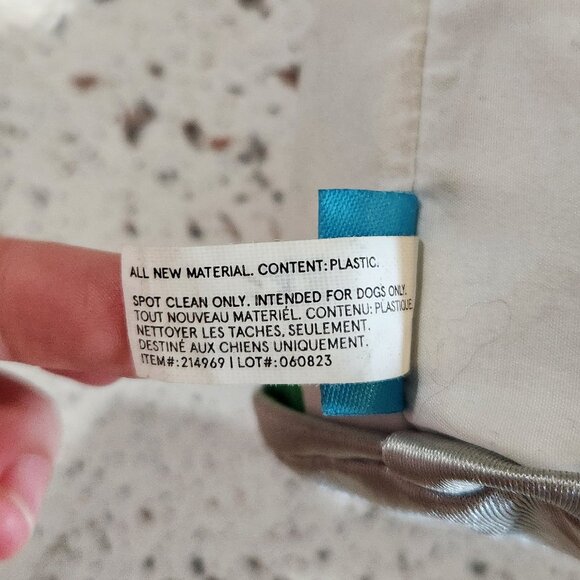 ALL NEW MATERIAL. CONTENT: PLASTIC.
SPOT CLEAN ONLY. INTENDED FOR DOGS ONLY.
TOUT NOUVEAU MATERIÉL. CONTENU: PLASTIQUE
NETTOYER LES TACHES, SEULEMENT.
DESTINÉ AUX CHIENS UNIQUEMENT.
ITEM#: 214969 | LOT#: 060823